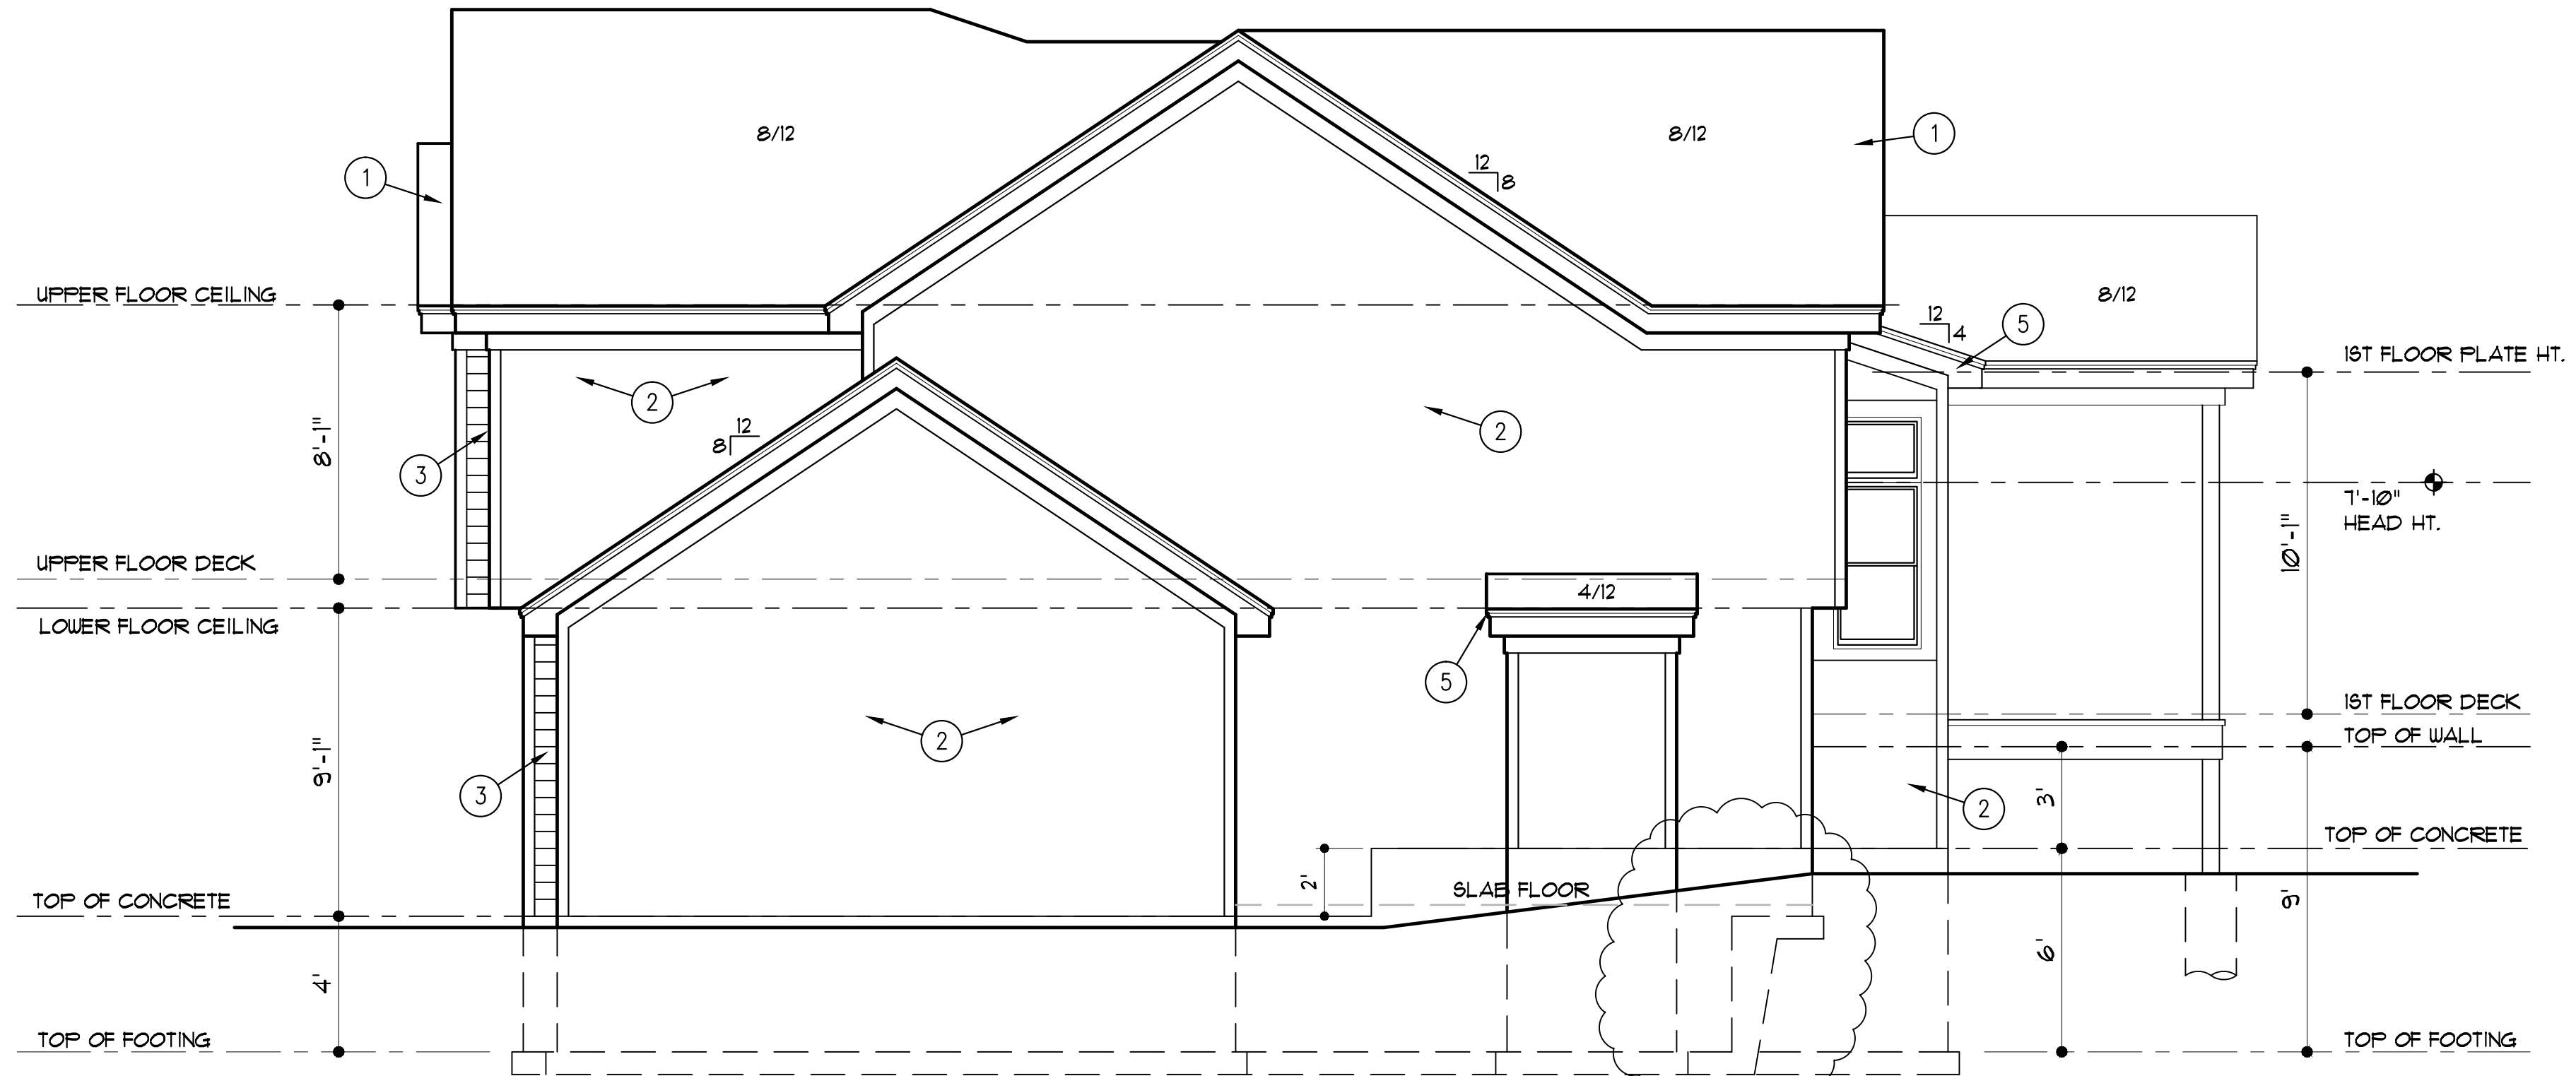 8/12
8/12
1
1
12
8
UPPER FLOOR CEILING
8/12
12
4
5
1ST FLOOR PLATE HT.
2
12
8
2
8'-1"
3
7'-10"
HEAD HT.
10'-1"
UPPER FLOOR DECK
4/12
LOWER FLOOR CEILING
5
1ST FLOOR DECK
TOP OF WALL
2
9'-1"
3
3'
2
TOP OF CONCRETE
2'
SLAB FLOOR
TOP OF CONCRETE
9'
6'
4'
TOP OF FOOTING
TOP OF FOOTING